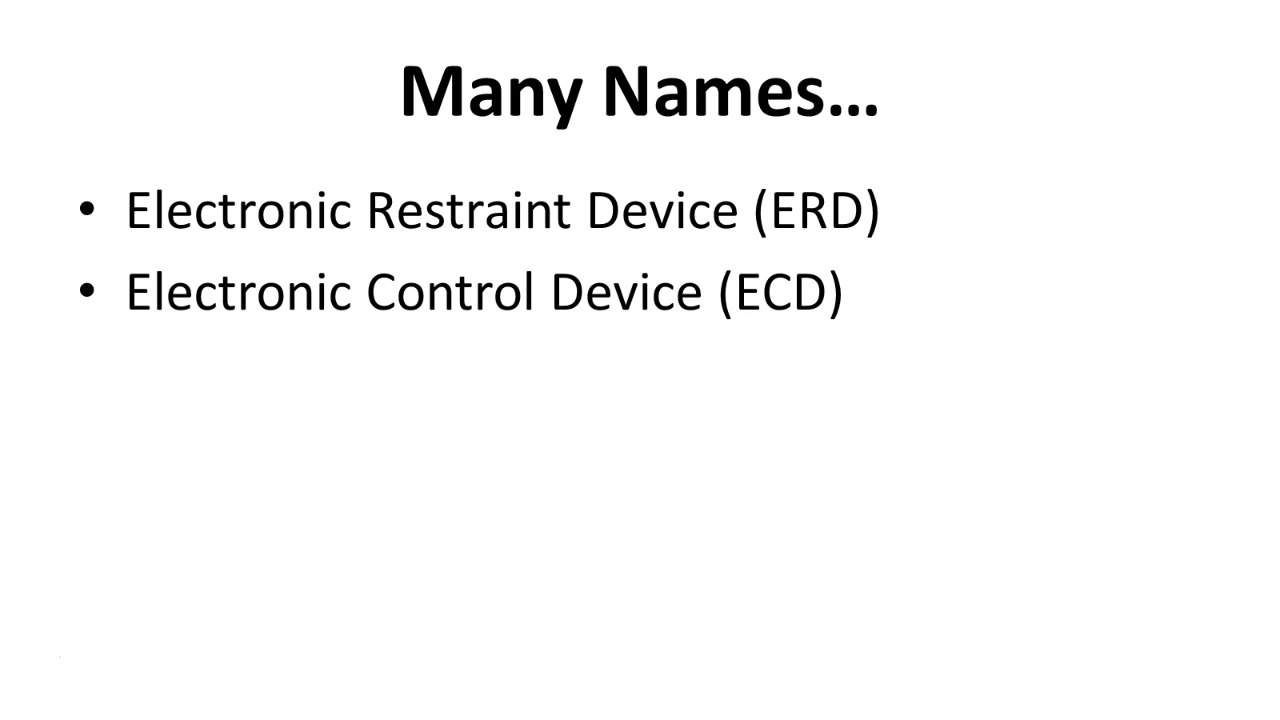 Many Names…
• Electronic Restraint Device (ERD)
• Electronic Control Device (ECD)